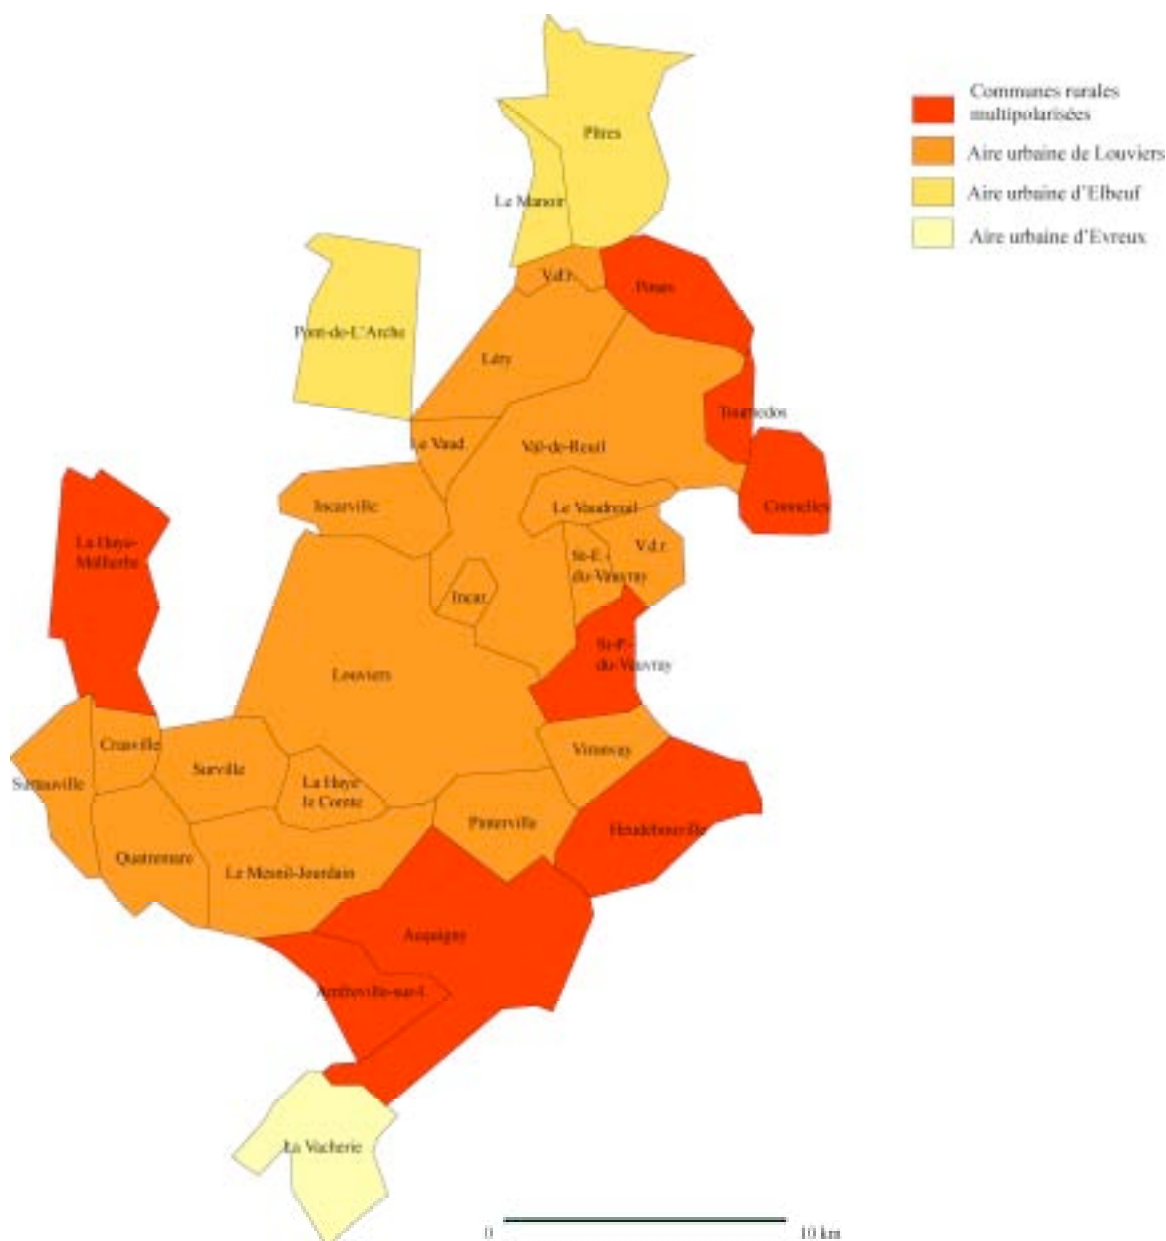 Communes rurales
multipolarisées
Aire urbaine de Louviers
Aire urbaine d'Elbeuf
Aire urbaine d'Evreux
Pîtres
Le Manoir
V.d.r.
Poses
Pont-de-L'Arche
Léry
Tournedos
Le Vaud.
Val-de-Reuil
Incarville
Le Vaudreuil
Connelles
La Haye-
Malherbe
St-E.-
du-Vauvray
V.d.r.
Incar.
St-P.-
du-Vauvray
Louviers
Crasville
Surville
Vironvay
Surtauville
La Haye-
le Comte
Pinterville
Heudebouville
Quatremare
Le Mesnil-Jourdain
Acquigny
Amfreville-sur-I.
La Vacherie
0
10 km